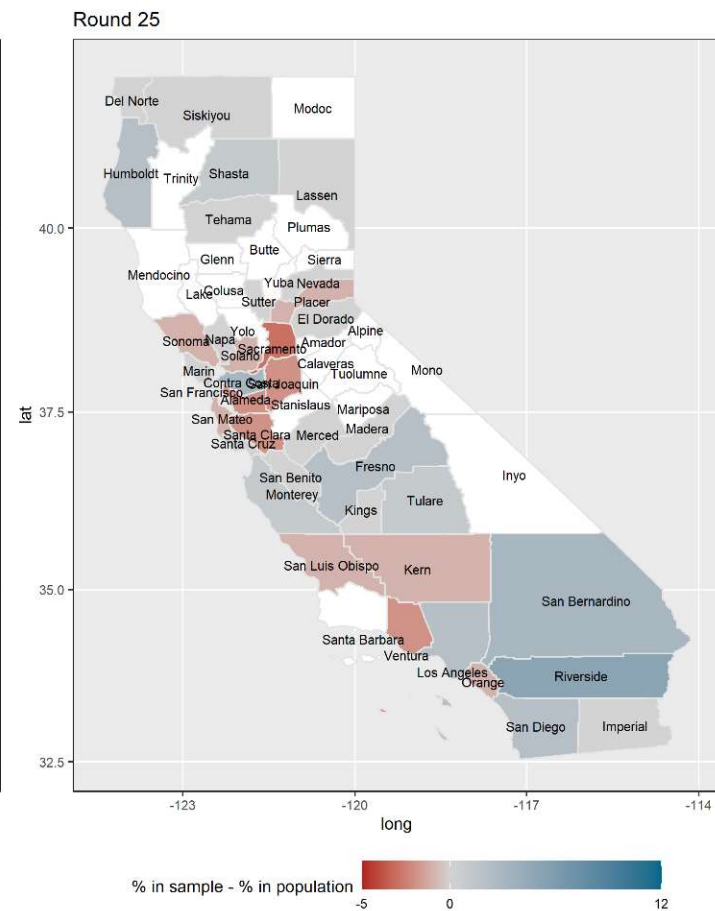 Round 25
Del Norte
Siskiyou
Modoc
Humboldt
Trinity
Shasta
Lassen
Tehama
Plumas
40.0
Butte
Glenn
Sierra
Mendocino
Colusa
Lake
Yuba
Nevada
Sutter
Placer
El Dorado
Yolo
Alpine
Sonoma
Napa
Sacramento
Amador
Solano
Calaveras
Marin
Tuolumne
Mono
Contra Costa
San Joaquin
San Francisco
Alameda
Stanislaus
Mariposa
37.5
San Mateo
Madera
Santa Clara
Merced
Santa Cruz
Fresno
San Benito
Inyo
Monterey
Tulare
Kings
lat
35.0
San Luis Obispo
Kern
San Bernardino
Santa Barbara
Ventura
Los Angeles
Riverside
Orange
San Diego
Imperial
32.5
-123 -120 -117 -114
long
% in sample - % in population
-5 0 12